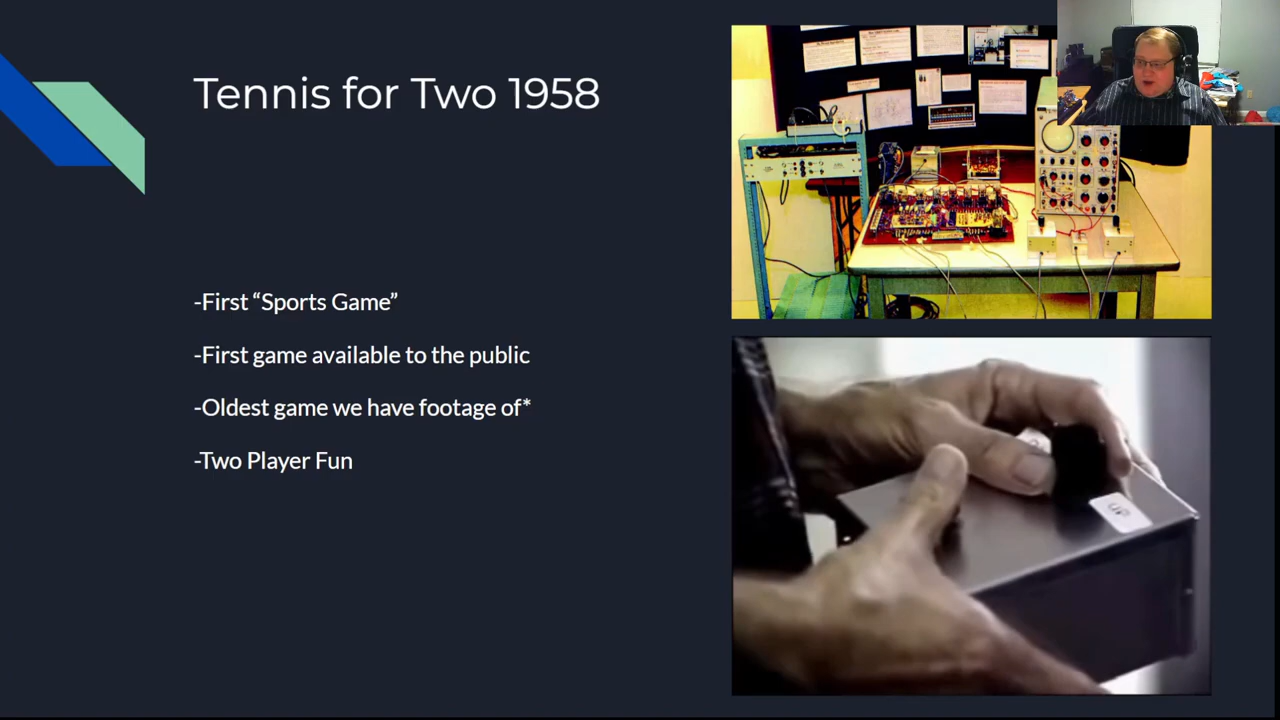 Tennis for Two 1958
-First “Sports Game”
-First game available to the public
-Oldest game we have footage of*
-Two Player Fun
UP